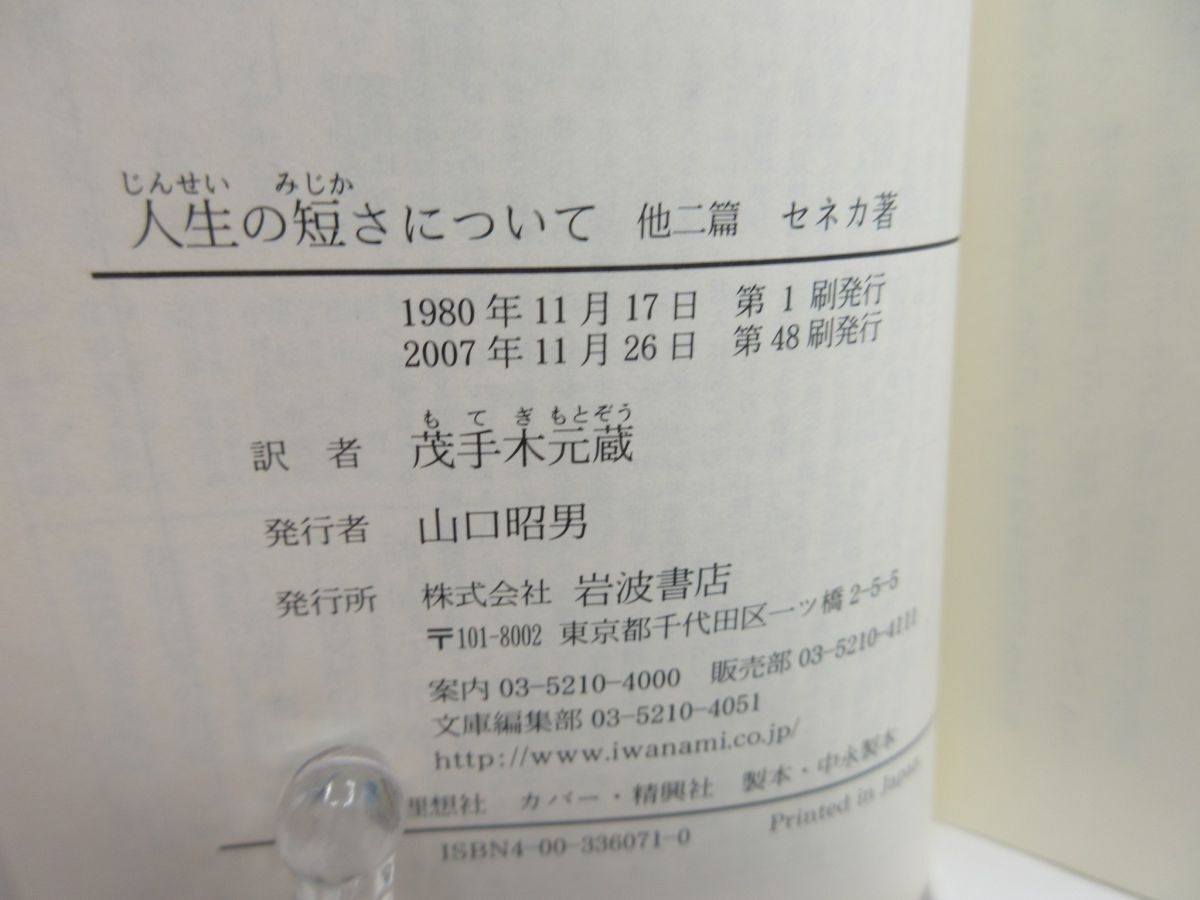 じんせい みじか
人生の短さについて 他二篇 セネカ著
1980年11月17日 第1刷発行
2007年11月26日 第48刷発行
もてぎもとぞう
訳者 茂手木元蔵
発行者 山口昭男
発行所 株式会社 岩波書店
〒101-8002 東京都千代田区一ツ橋2-5-5
案内 03-5210-4000 販売部 03-5210-4111
文庫編集部 03-5210-4051
http://www.iwanami.co.jp/
理想社 カバー・精興社 製本・中永製本
ISBN4-00-336071-0 Printed in Japan